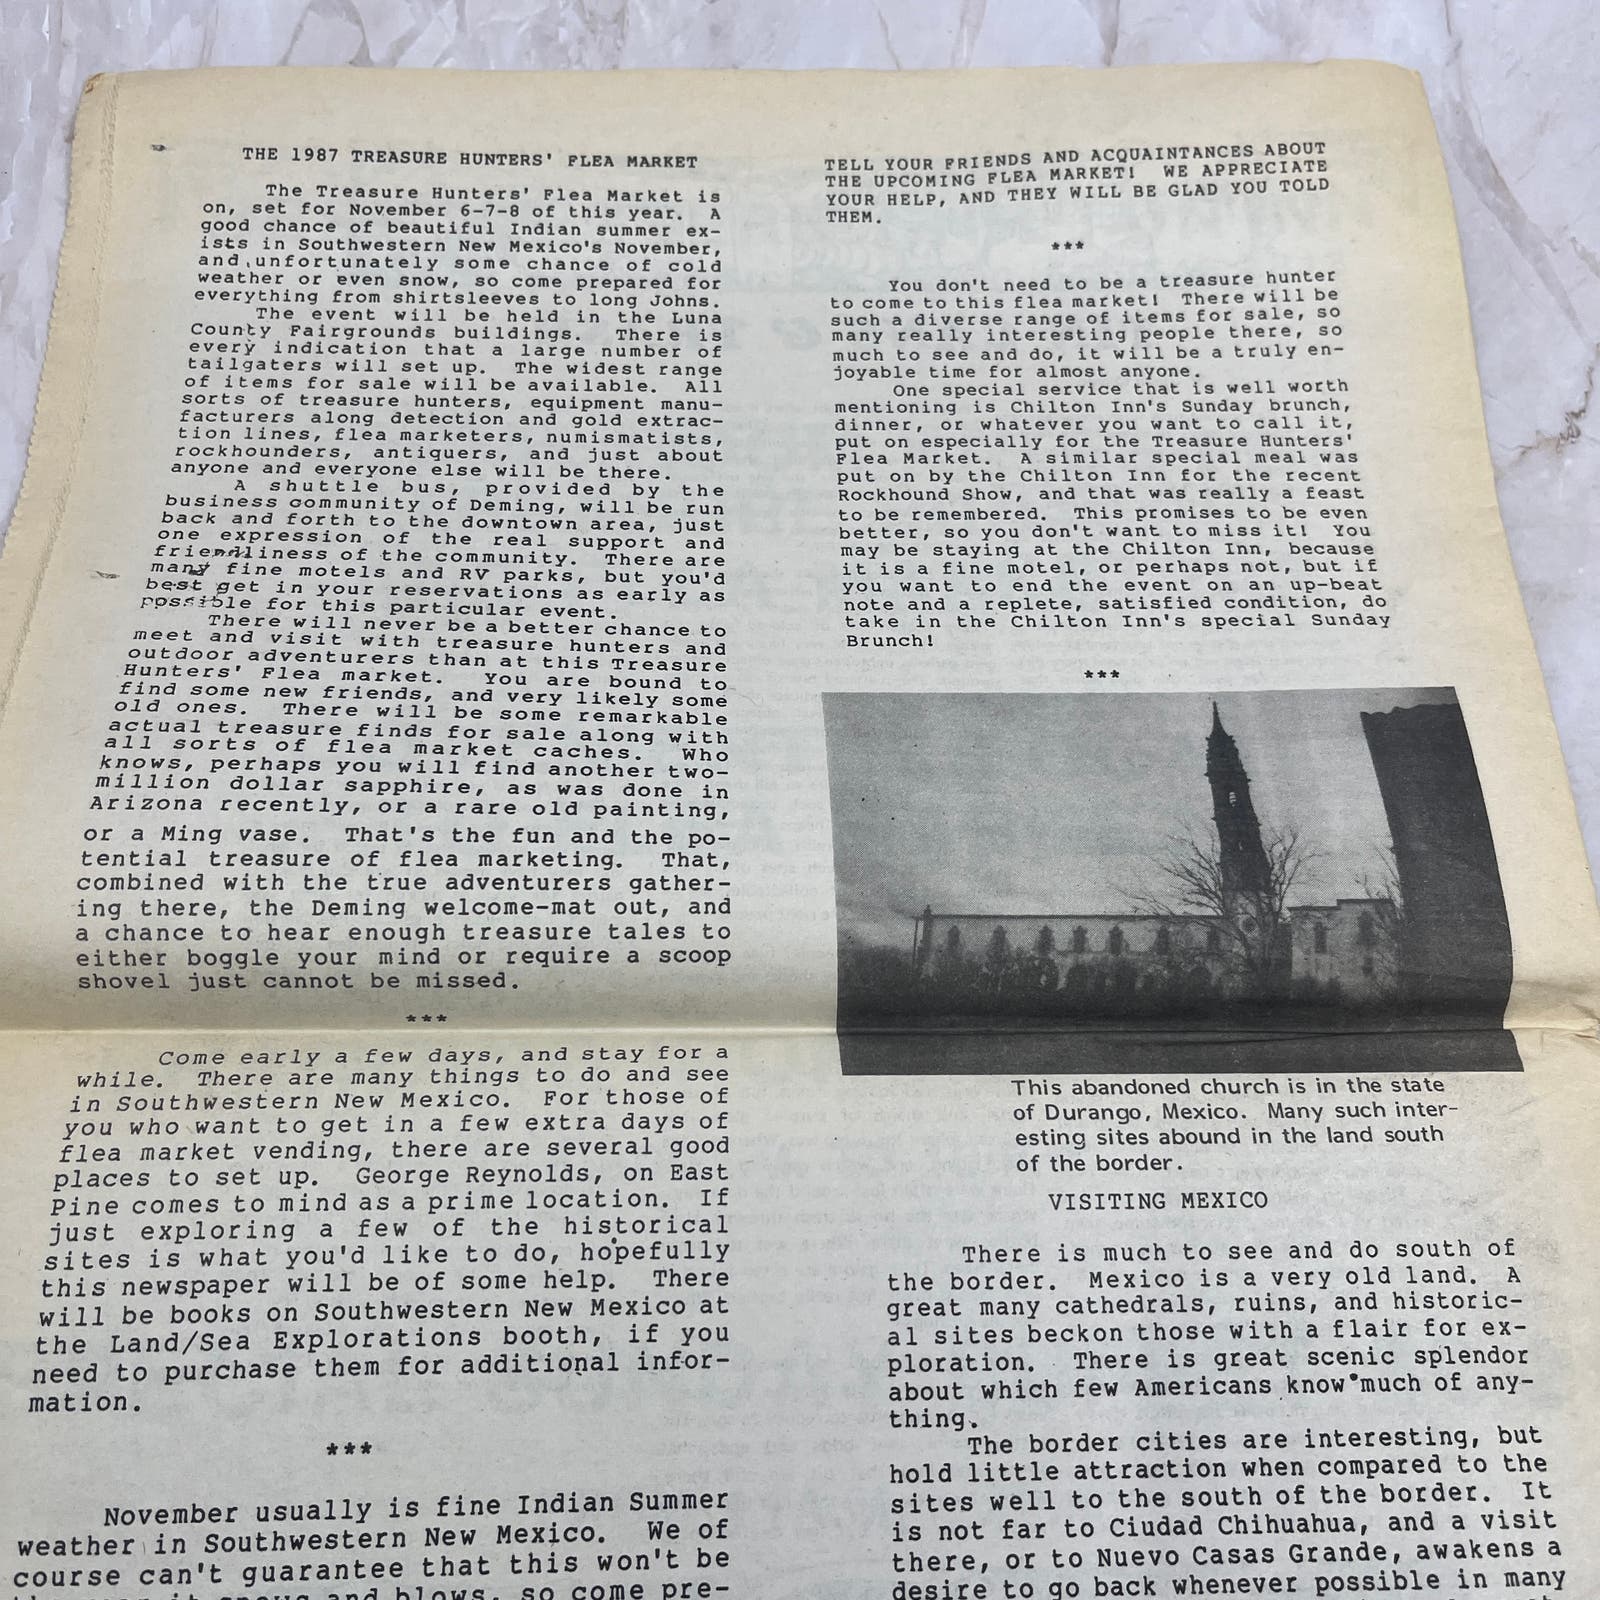 THE 1987 TREASURE HUNTERS' FLEA MARKET
The Treasure Hunters' Flea Market is
on, set for November 6-7-8 of this year. A
good chance of beautiful Indian summer ex-
ists in Southwestern New Mexico's November,
and unfortunately some chance of cold
weather or even snow, so come prepared for
everything from shirtsleeves to long Johns.
The event will be held in the Luna
County Fairgrounds buildings. There is
every indication that a large number of
tailgaters will set up. The widest range
of items for sale will be available. All
sorts of treasure hunters, equipment manu-
facturers along detection and gold extrac-
tion lines, flea marketers, numismatists,
rockhounders, antiquers, and just about
anyone and everyone else will be there.
A shuttle bus, provided by the
business community of Deming, will be run
back and forth to the downtown area, just
one expression of the real support and
friendliness of the community. There are
many fine motels and RV parks, but you'd
best get in your reservations as early as
possible for this particular event.
There will never be a better chance to
meet and visit with treasure hunters and
outdoor adventurers than at this Treasure
Hunters' Flea market. You are bound to
find some new friends, and very likely some
old ones. There will be some remarkable
actual treasure finds for sale along with
all sorts of flea market caches. Who
knows, perhaps you will find another two-
million dollar sapphire, as was done in
Arizona recently, or a rare old painting,
or a Ming vase. That's the fun and the po-
tential treasure of flea marketing. That,
combined with the true adventurers gather-
ing there, the Deming welcome-mat out, and
a chance to hear enough treasure tales to
either boggle your mind or require a scoop
shovel just cannot be missed.
***
Come early a few days, and stay for a
while. There are many things to do and see
in Southwestern New Mexico. For those of
you who want to get in a few extra days of
flea market vending, there are several good
places to set up. George Reynolds, on East
Pine comes to mind as a prime location. If
just exploring a few of the historical
sites is what you'd like to do, hopefully
this newspaper will be of some help. There
will be books on Southwestern New Mexico at
the Land/Sea Explorations booth, if you
need to purchase them for additional infor-
mation.
***
November usually is fine Indian Summer
weather in Southwestern New Mexico. We of
course can't guarantee that this won't be
the year it snows and blows, so come pre-
TELL YOUR FRIENDS AND ACQUAINTANCES ABOUT
THE UPCOMING FLEA MARKET! WE APPRECIATE
YOUR HELP, AND THEY WILL BE GLAD YOU TOLD
THEM.
***
You don't need to be a treasure hunter
to come to this flea market! There will be
such a diverse range of items for sale, so
many really interesting people there, so
much to see and do, it will be a truly en-
joyable time for almost anyone.
One special service that is well worth
mentioning is Chilton Inn's Sunday brunch,
dinner, or whatever you want to call it,
put on especially for the Treasure Hunters'
Flea Market. A similar special meal was
put on by the Chilton Inn for the recent
Rockhound Show, and that was really a feast
to be remembered. This promises to be even
better, so you don't want to miss it! You
may be staying at the Chilton Inn, because
it is a fine motel, or perhaps not, but if
you want to end the event on an up-beat
note and a replete, satisfied condition, do
take in the Chilton Inn's special Sunday
Brunch!
***
This abandoned church is in the state
of Durango, Mexico. Many such inter-
esting sites abound in the land south
of the border.
VISITING MEXICO
There is much to see and do south of
the border. Mexico is a very old land. A
great many cathedrals, ruins, and historic-
al sites beckon those with a flair for ex-
ploration. There is great scenic splendor
about which few Americans know much of any-
thing.
The border cities are interesting, but
hold little attraction when compared to the
sites well to the south of the border. It
is not far to Ciudad Chihuahua, and a visit
there, or to Nuevo Casas Grande, awakens a
desire to go back whenever possible in many